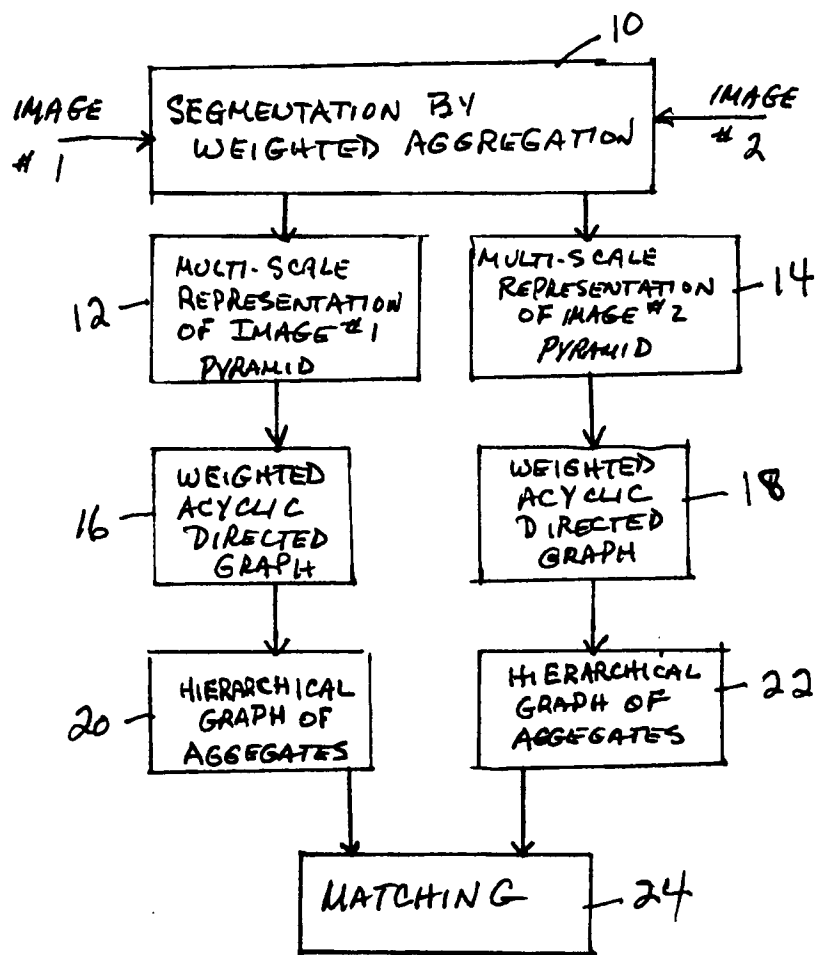 10
IMAGE
# 1
SEGMENTATION BY
WEIGHTED AGGREGATION
IMAGE
# 2
12
MULTI-SCALE
REPRESENTATION
OF IMAGE #1
PYRAMID
MULTI-SCALE
REPRESENTATION
OF IMAGE #2
PYRAMID
14
16
WEIGHTED
ACYCLIC
DIRECTED
GRAPH
WEIGHTED
ACYCLIC
DIRECTED
GRAPH
18
20
HIERARCHICAL
GRAPH OF
AGGEGATES
HIERARCHICAL
GRAPH OF
AGGEGATES
22
MATCHING
24